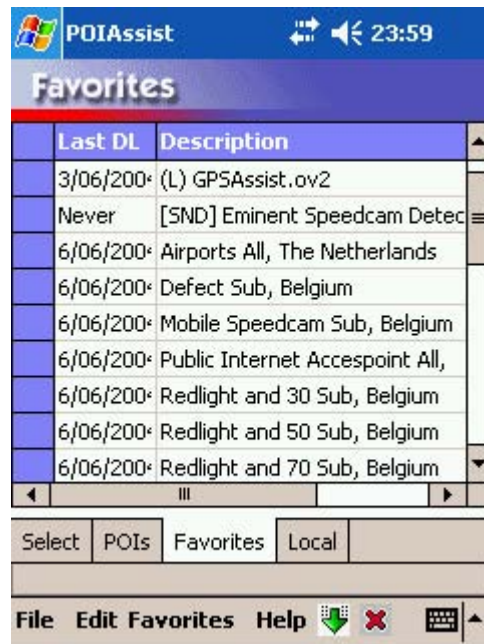 POIAssist 23:59
Favorites
Last DL Description
3/06/200 (L) GPSAssist.ov2
Never [SND] Eminent Speedcam Detec
6/06/200 Airports All, The Netherlands
6/06/200 Defect Sub, Belgium
6/06/200 Mobile Speedcam Sub, Belgium
6/06/200 Public Internet Accespoint All,
6/06/200 Redlight and 30 Sub, Belgium
6/06/200 Redlight and 50 Sub, Belgium
6/06/200 Redlight and 70 Sub, Belgium
Select POIs Favorites Local
File Edit Favorites Help